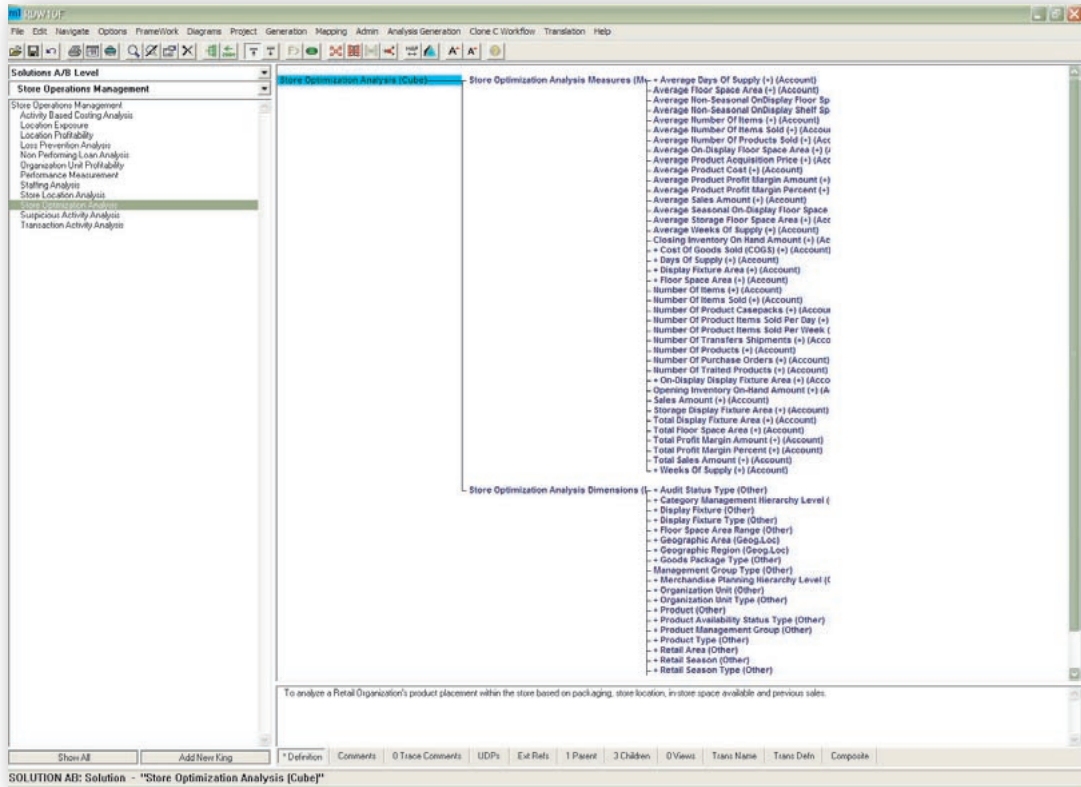 RDW10F
File Edit Navigate Options FrameWork Diagrams Project Generation Mapping Admin Analysis Generation Clone C Workflow Translation Help
Solutions A/B Level
Store Operations Management
Store Operations Management
Activity Based Costing Analysis
Location Exposure
Location Profitability
Loss Prevention Analysis
Non Performing Loan Analysis
Organization Unit Profitability
Performance Measurement
Staffing Analysis
Store Location Analysis
Store Optimization Analysis
Suspicious Activity Analysis
Transaction Activity Analysis
Show All Add New King
Store Optimization Analysis (Cube)
Store Optimization Analysis Measures (M
+ Average Days Of Supply (+) (Account)
Average Floor Space Area (+) (Account)
Average Non-Seasonal OnDisplay Floor Sp
Average Non-Seasonal OnDisplay Shelf Sp
Average Number Of Items (+) (Account)
Average Number Of Items Sold (+) (Accou
Average Number Of Products Sold (+) (Acc
Average On-Display Floor Space Area (+) (
Average Product Acquisition Price (+) (Acc
Average Product Cost (+) (Account)
Average Product Profit Margin Amount (+)
Average Product Profit Margin Percent (+)
Average Sales Amount (+) (Account)
Average Seasonal On-Display Floor Space
Average Storage Floor Space Area (+) (Acc
Average Weeks Of Supply (+) (Account)
Closing Inventory On Hand Amount (+) (Ac
+ Cost Of Goods Sold (COGS) (+) (Account)
+ Days Of Supply (+) (Account)
+ Display Fixture Area (+) (Account)
+ Floor Space Area (+) (Account)
Number Of Items (+) (Account)
Number Of Items Sold (+) (Account)
Number Of Product Casepacks (+) (Accou
Number Of Product Items Sold Per Day (+)
Number Of Product Items Sold Per Week (
Number Of Transfers Shipments (+) (Acco
Number Of Products (+) (Account)
Number Of Purchase Orders (+) (Account)
Number Of Traited Products (+) (Account)
+ On-Display Display Fixture Area (+) (Acco
Opening Inventory On-Hand Amount (+) (A
Sales Amount (+) (Account)
Storage Display Fixture Area (+) (Account)
Total Display Fixture Area (+) (Account)
Total Floor Space Area (+) (Account)
Total Profit Margin Amount (+) (Account)
Total Profit Margin Percent (+) (Account)
Total Sales Amount (+) (Account)
+ Weeks Of Supply (+) (Account)
Store Optimization Analysis Dimensions (
+ Audit Status Type (Other)
+ Category Management Hierarchy Level (
+ Display Fixture (Other)
+ Display Fixture Type (Other)
+ Floor Space Area Range (Other)
+ Geographic Area (Geog.Loc)
+ Geographic Region (Geog.Loc)
+ Goods Package Type (Other)
Management Group Type (Other)
+ Merchandise Planning Hierarchy Level (O
+ Organization Unit (Other)
+ Organization Unit Type (Other)
+ Product (Other)
+ Product Availability Status Type (Other)
+ Product Management Group (Other)
+ Product Type (Other)
+ Retail Area (Other)
+ Retail Season (Other)
+ Retail Season Type (Other)
To analyze a Retail Organization's product placement within the store based on packaging, store location, in-store space available and previous sales.
* Definition Comments 0 Trace Comments UDPs Ext Refs 1 Parent 3 Children 0 Views Trans Name Trans Defn Composite
SOLUTION AB: Solution - "Store Optimization Analysis (Cube)"